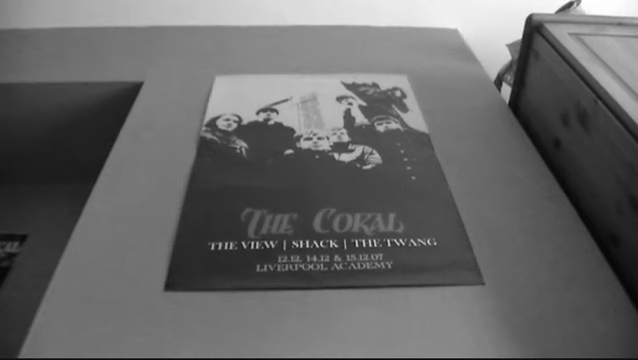 THE CORAL
THE VIEW | SHACK | THE TWANG
12.12, 14.12 & 15.12.07
LIVERPOOL ACADEMY